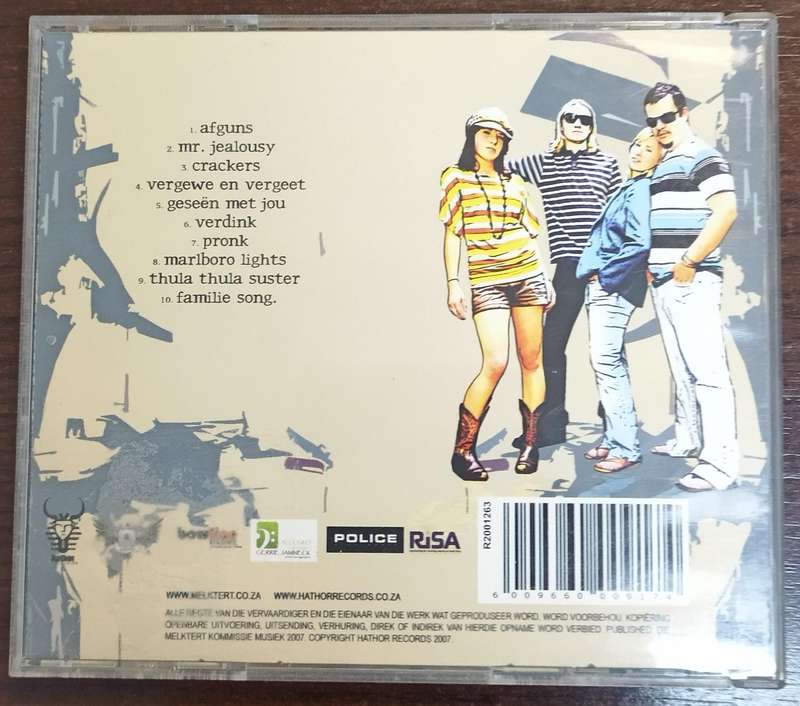 1. afguns
2. mr. jealousy
3. crackers
4. vergewe en vergeet
5. geseën met jou
6. verdink
7. pronk
8. marlboro lights
9. thula thula suster
10. familie song.
POLICE
RiSA
R2001263
WWW.MELKTERT.CO.ZA WWW.HATHORRECORDS.CO.ZA
ALLE REGTE VAN DIE VERVAARDIGER EN DIE EIENAAR VAN DIE WERK WAT GEPRODUSEER WORD, WORD VOORBEHOU. KOPIËRING
OPENBARE UITVOERING, UITSENDING, VERHURING, DIREK OF INDIREK VAN HIERDIE OPNAME WORD VERBIED. PUBLISHED: DIE
MELKTERT KOMMISSIE MUSIEK 2007. COPYRIGHT HATHOR RECORDS 2007.